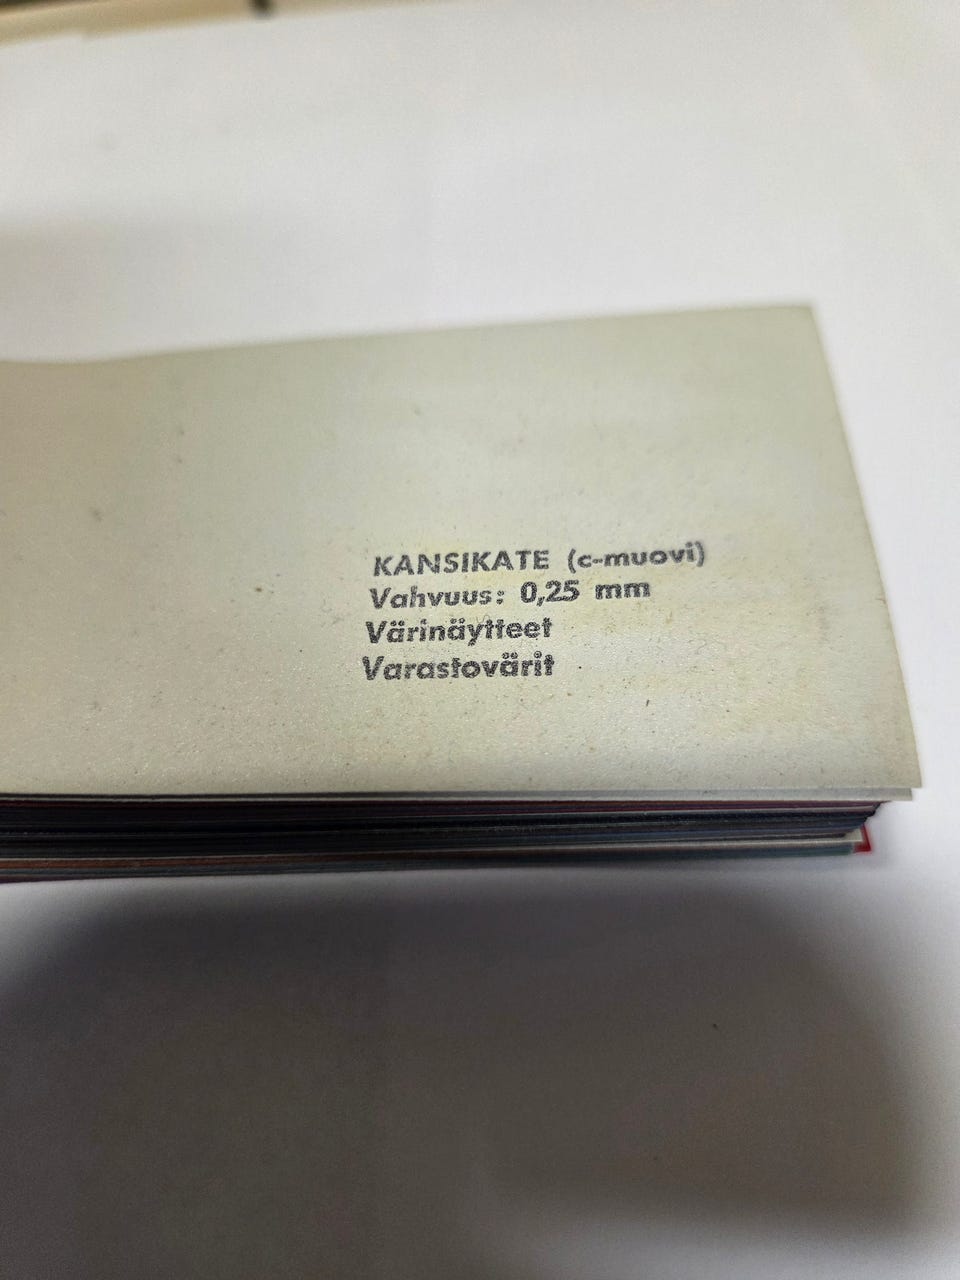 KANSIKATE (c-muovi)
Vahvuus: 0,25 mm
Värinäytteet
Varastovärit